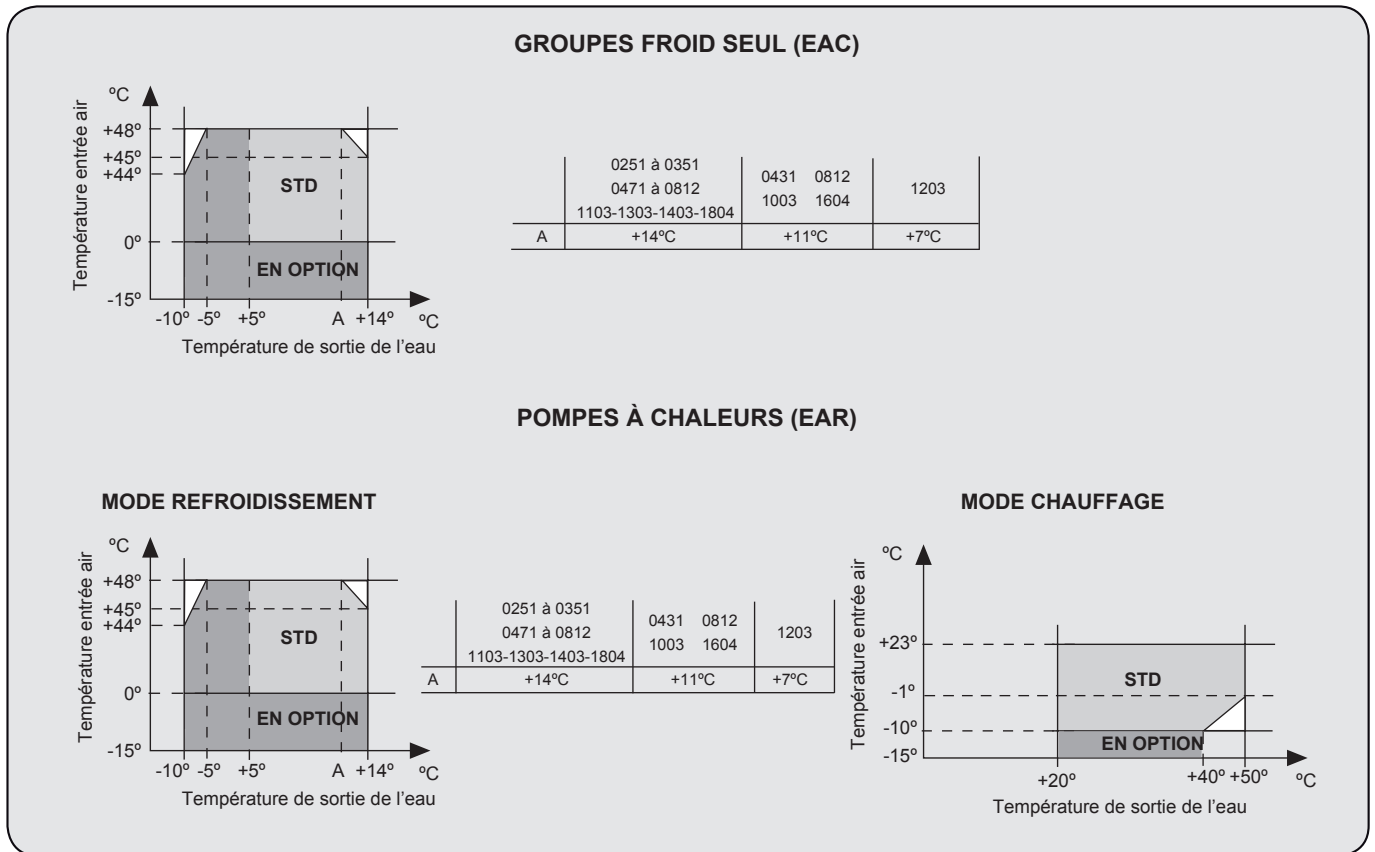 GROUPES FROID SEUL (EAC)
ºC
Température entrée air
+48º
+45º
+44º
0º
-15º
STD
EN OPTION
-10º -5º +5º A +14º ºC
Température de sortie de l'eau
0251 à 0351
0471 à 0812
1103-1303-1403-1804
0431 0812
1003 1604
1203
A +14ºC +11ºC +7ºC
POMPES À CHALEURS (EAR)
MODE REFROIDISSEMENT
ºC
Température entrée air
+48º
+45º
+44º
0º
-15º
STD
EN OPTION
-10º -5º +5º A +14º ºC
Température de sortie de l'eau
0251 à 0351
0471 à 0812
1103-1303-1403-1804
0431 0812
1003 1604
1203
A +14ºC +11ºC +7ºC
MODE CHAUFFAGE
ºC
Température entrée air
+23º
-1º
-10º
-15º
STD
EN OPTION
+20º +40º +50º ºC
Température de sortie de l'eau